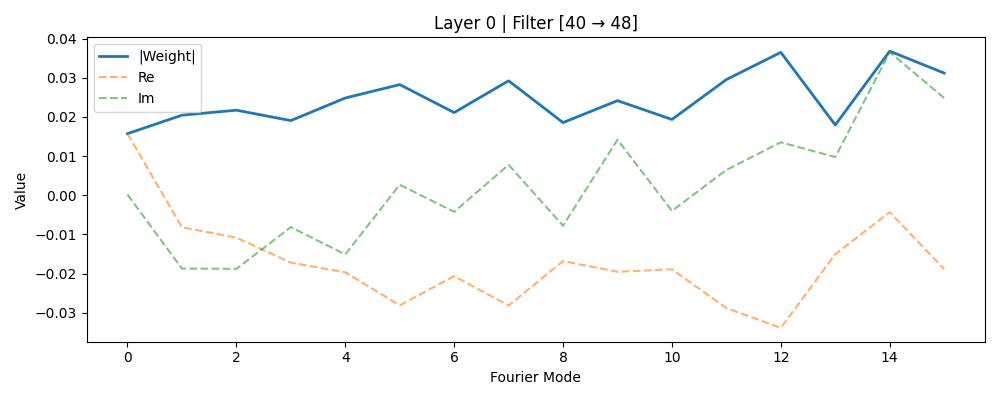 Layer 0 | Filter [40 → 48]
0.04
0.03
0.02
0.01
0.00
−0.01
−0.02
−0.03
Value
|Weight|
Re
Im
0 2 4 6 8 10 12 14
Fourier Mode